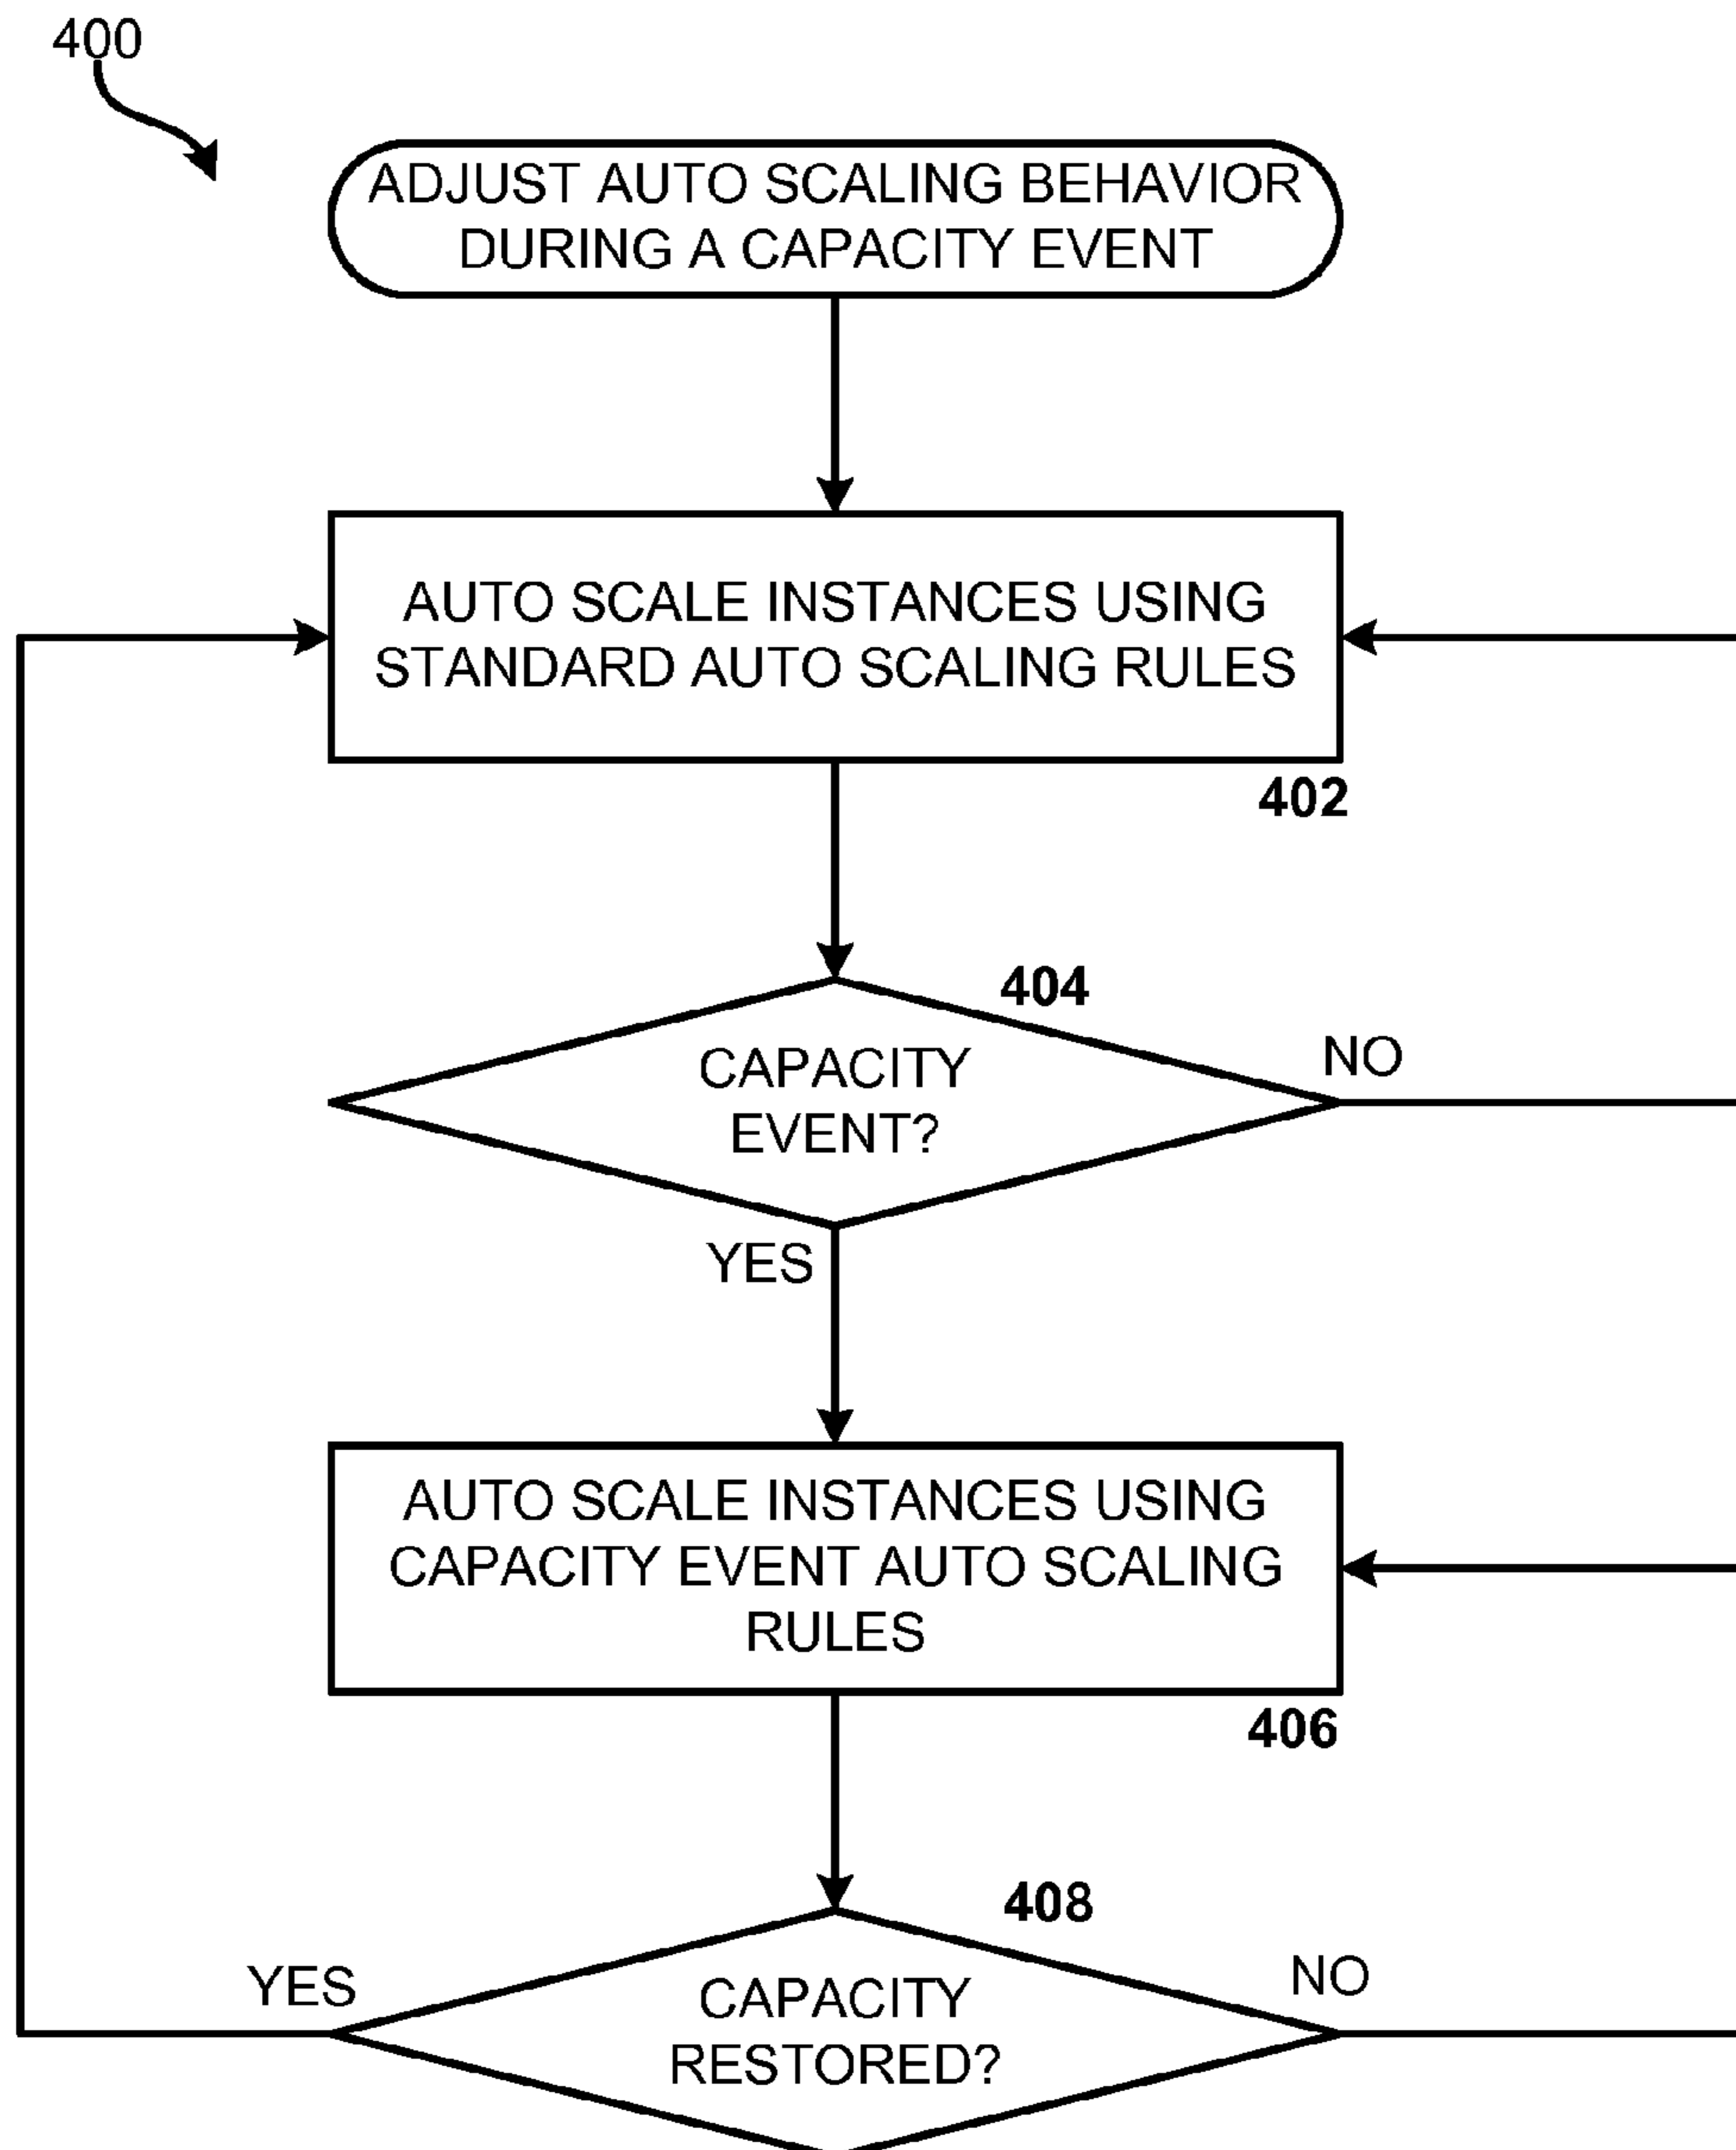 400
ADJUST AUTO SCALING BEHAVIOR
DURING A CAPACITY EVENT
AUTO SCALE INSTANCES USING
STANDARD AUTO SCALING RULES
402
404
CAPACITY
EVENT?
NO
YES
AUTO SCALE INSTANCES USING
CAPACITY EVENT AUTO SCALING
RULES
406
408
YES
CAPACITY
RESTORED?
NO